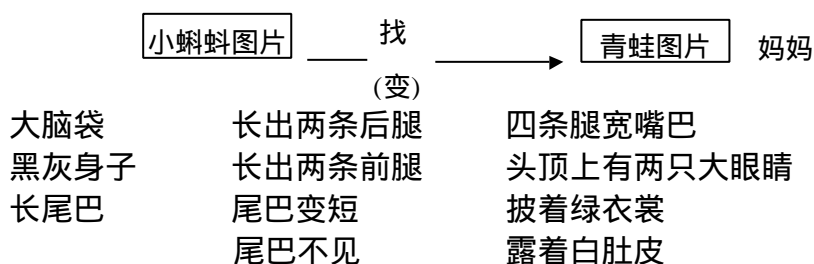 小蝌蚪图片 找 青蛙图片 妈妈
(变)
大脑袋 长出两条后腿 四条腿宽嘴巴
黑灰身子 长出两条前腿 头顶上有两只大眼睛
长尾巴 尾巴变短 披着绿衣裳
尾巴不见 露着白肚皮